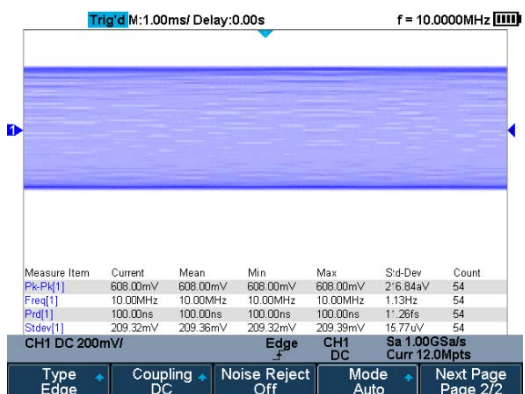 Trig'd M:1.00ms/ Delay:0.00s f = 10.0000MHz
1
Measure Item Current Mean Min Max Std-Dev Count
Pk-Pk[1] 608.00mV 608.00mV 608.00mV 608.00mV 216.84aV 54
Freq[1] 10.00MHz 10.00MHz 10.00MHz 10.00MHz 1.13Hz 54
Prd[1] 100.00ns 100.00ns 100.00ns 100.00ns 11.26fs 54
Stdev[1] 209.32mV 209.36mV 209.32mV 209.39mV 15.77uV 54
CH1 DC 200mV/ Edge CH1 Sa 1.00GSa/s
DC Curr 12.0Mpts
Type Coupling Noise Reject Mode Next Page
Edge DC Off Auto Page 2/2